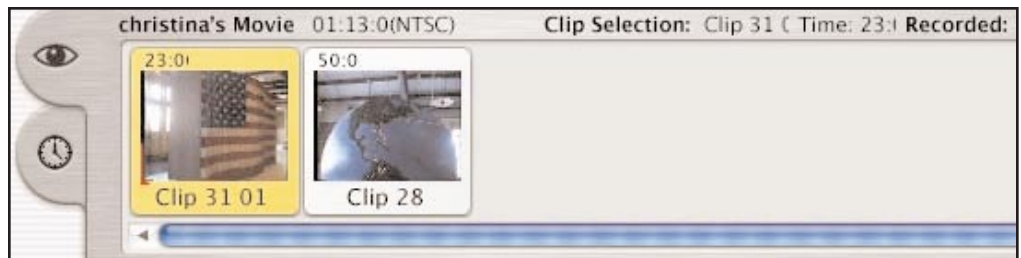 christina's Movie 01:13:0(NTSC) Clip Selection: Clip 31 ( Time: 23: Recorded:
23:0 50:0
Clip 31 01 Clip 28